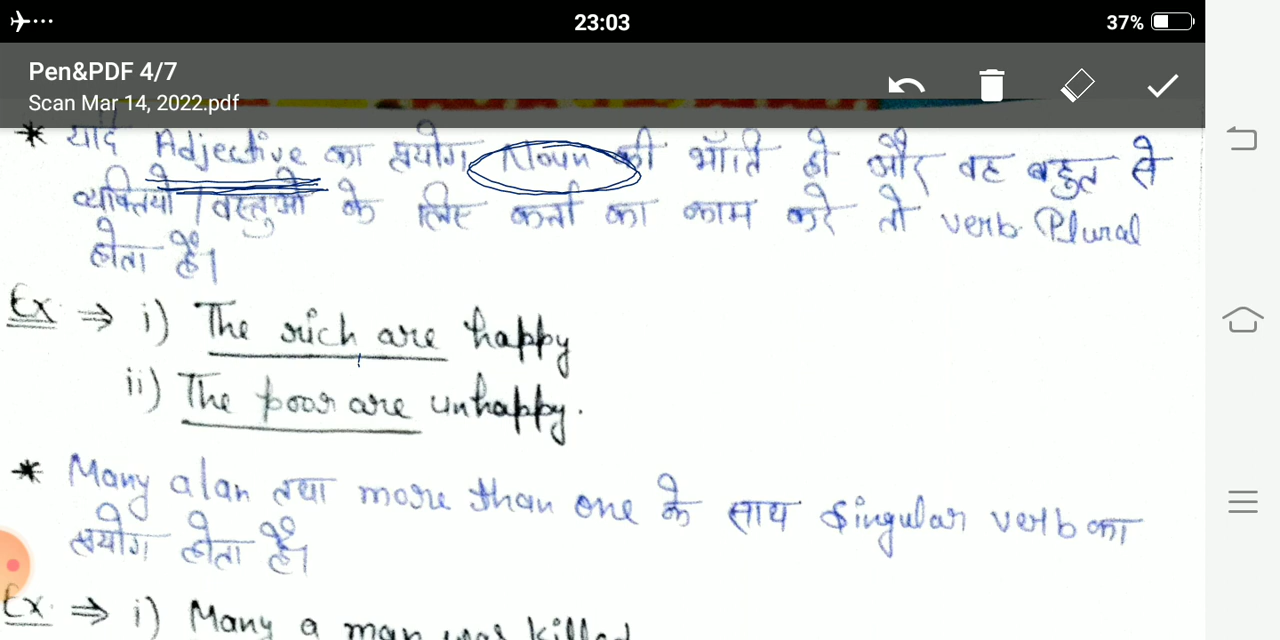 23:03
37%
Pen&PDF 4/7
Scan Mar 14, 2022.pdf
* यदि Adjective का प्रयोग Noun की भाँति हो और वह बहुत से
व्यक्तियो / वस्तुओ के लिए कर्ता का काम करे तो verb Plural
होता है।
Ex ⇒ i) The rich are happy
ii) The poor are unhappy.
* Many a/an तथा more than one के साथ Singular verb का
प्रयोग होता है।
Ex. ⇒ i) Many a man was killed